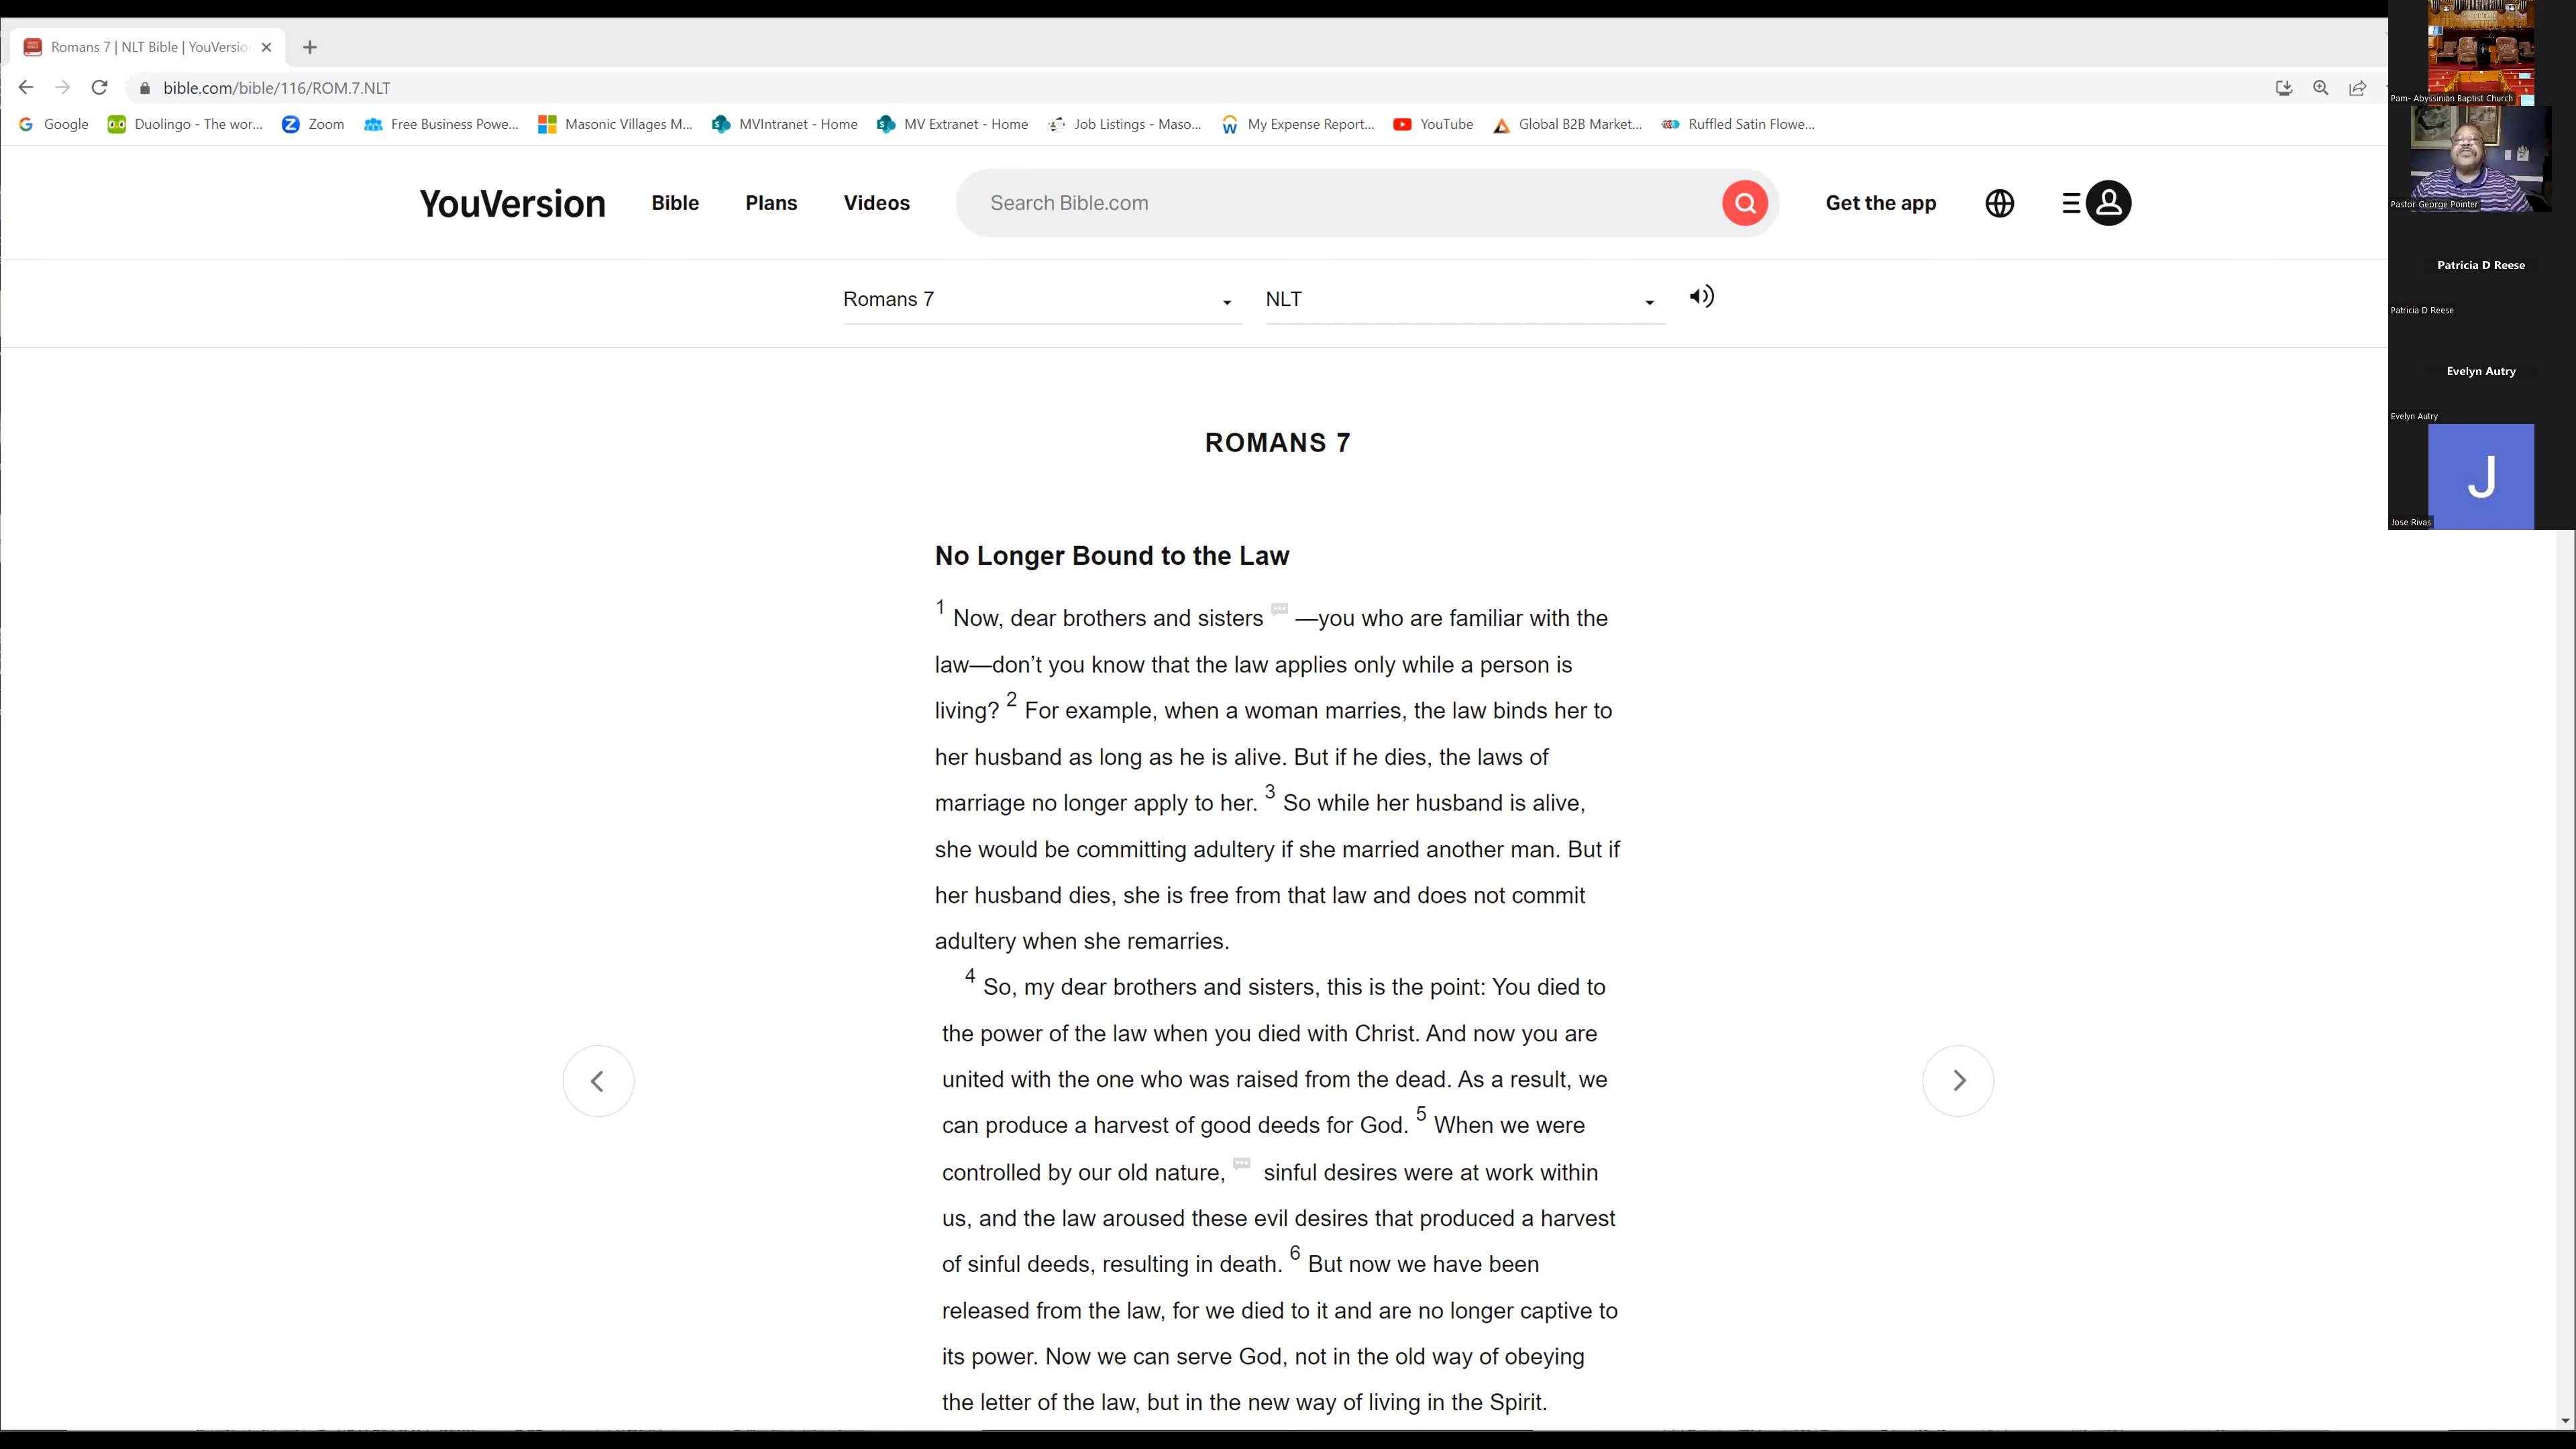 Romans 7 | NLT Bible | YouVersio
bible.com/bible/116/ROM.7.NLT
Google Duolingo - The wor... Zoom Free Business Powe... Masonic Villages M... MVIntranet - Home MV Extranet - Home Job Listings - Maso... My Expense Report... YouTube Global B2B Market... Ruffled Satin Flowe...
YouVersion Bible Plans Videos Search Bible.com Get the app
Romans 7 NLT
ROMANS 7
No Longer Bound to the Law
1 Now, dear brothers and sisters —you who are familiar with the
law—don’t you know that the law applies only while a person is
living? 2 For example, when a woman marries, the law binds her to
her husband as long as he is alive. But if he dies, the laws of
marriage no longer apply to her. 3 So while her husband is alive,
she would be committing adultery if she married another man. But if
her husband dies, she is free from that law and does not commit
adultery when she remarries.
4 So, my dear brothers and sisters, this is the point: You died to
the power of the law when you died with Christ. And now you are
united with the one who was raised from the dead. As a result, we
can produce a harvest of good deeds for God. 5 When we were
controlled by our old nature, sinful desires were at work within
us, and the law aroused these evil desires that produced a harvest
of sinful deeds, resulting in death. 6 But now we have been
released from the law, for we died to it and are no longer captive to
its power. Now we can serve God, not in the old way of obeying
the letter of the law, but in the new way of living in the Spirit.
Pam- Abyssinian Baptist Church
Pastor George Pointer
Patricia D Reese
Patricia D Reese
Evelyn Autry
Evelyn Autry
J
Jose Rivas